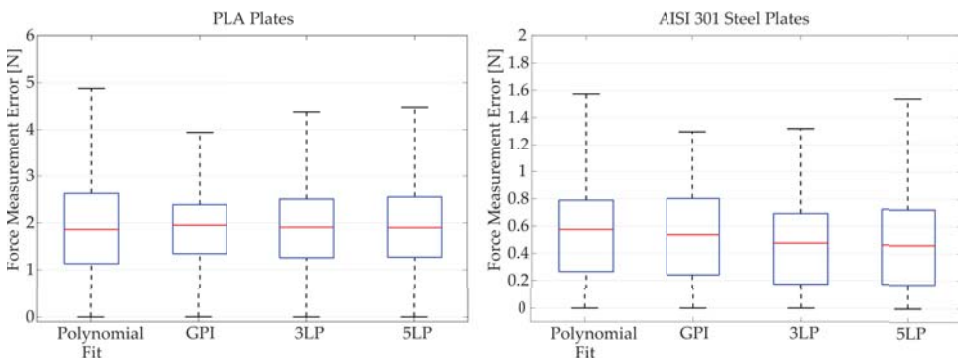 PLA Plates
Force Measurement Error [N]
6
5
4
3
2
1
0
Polynomial Fit
GPI
3LP
5LP
AISI 301 Steel Plates
Force Measurement Error [N]
2
1.8
1.6
1.4
1.2
1
0.8
0.6
0.4
0.2
0
Polynomial Fit
GPI
3LP
5LP